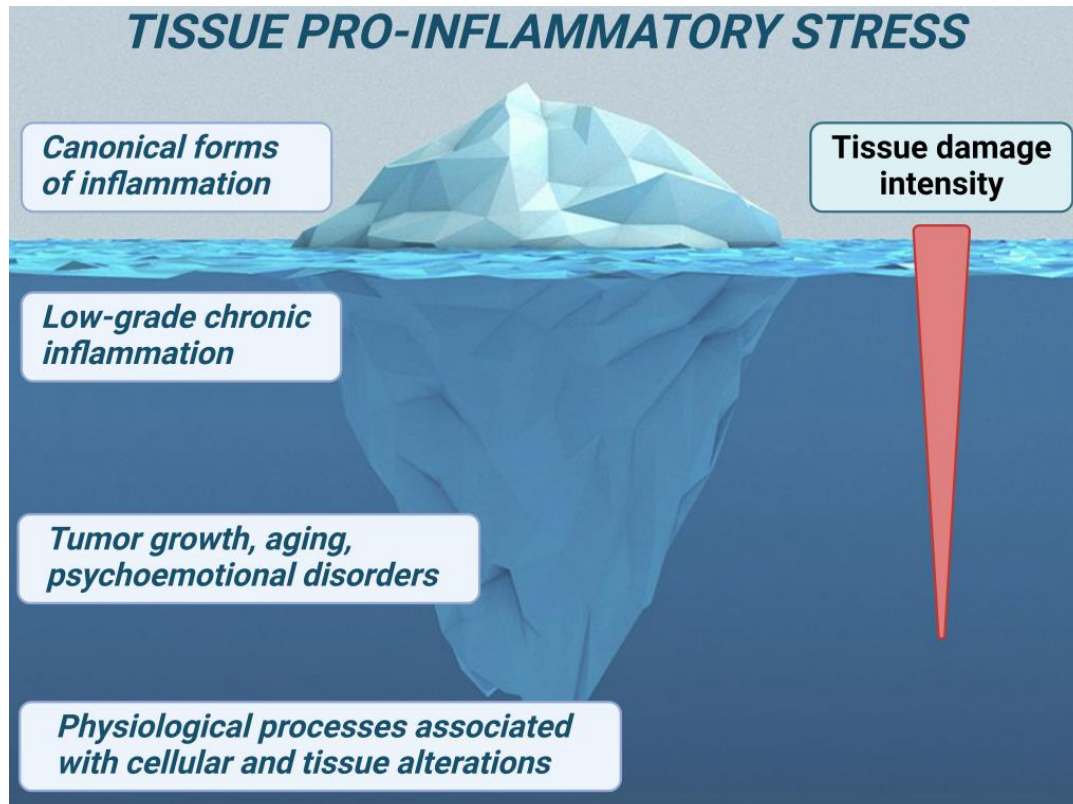 TISSUE PRO-INFLAMMATORY STRESS
Canonical forms
of inflammation
Tissue damage
intensity
Low-grade chronic
inflammation
Tumor growth, aging,
psychoemotional disorders
Physiological processes associated
with cellular and tissue alterations